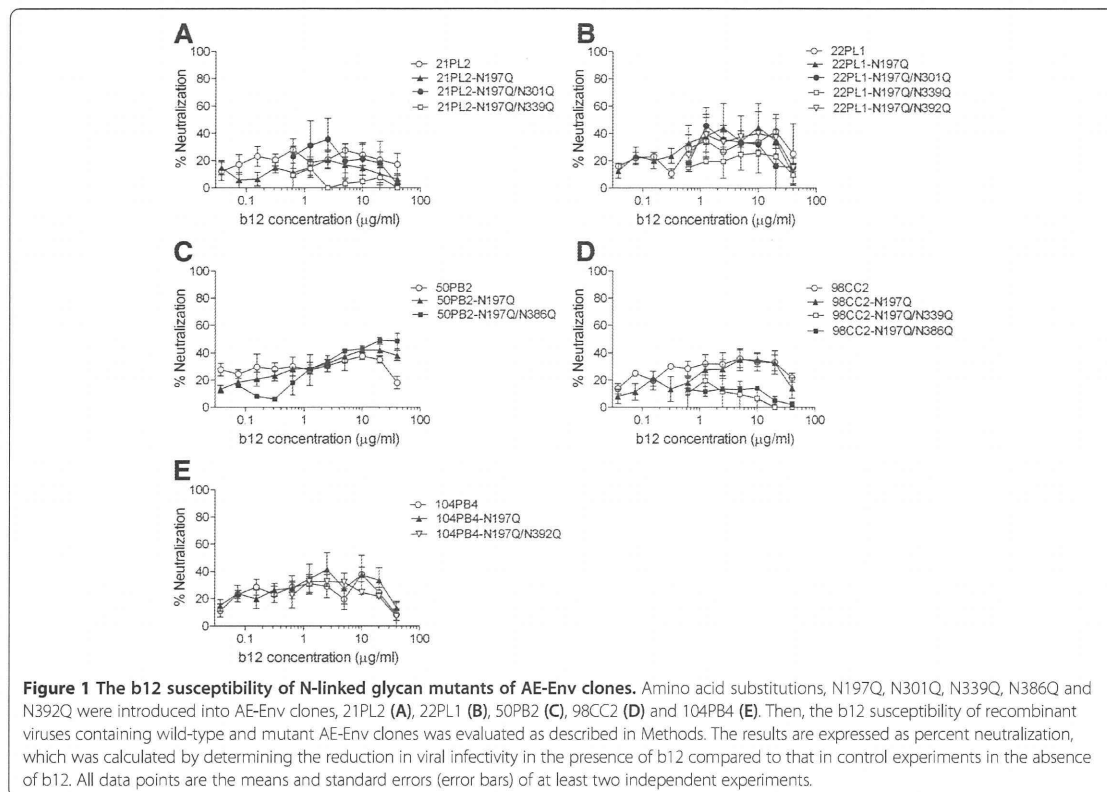 A
100
80
60
40
20
0
% Neutralization
0.1
1
10
100
b12 concentration (µg/ml)
21PL2
21PL2-N197Q
21PL2-N197Q/N301Q
21PL2-N197Q/N339Q
B
100
80
60
40
20
0
% Neutralization
0.1
1
10
100
b12 concentration (µg/ml)
22PL1
22PL1-N197Q
22PL1-N197Q/N301Q
22PL1-N197Q/N339Q
22PL1-N197Q/N392Q
C
100
80
60
40
20
0
% Neutralization
0.1
1
10
100
b12 concentration (µg/ml)
50PB2
50PB2-N197Q
50PB2-N197Q/N386Q
D
100
80
60
40
20
0
% Neutralization
0.1
1
10
100
b12 concentration (µg/ml)
98CC2
98CC2-N197Q
98CC2-N197Q/N339Q
98CC2-N197Q/N386Q
E
100
80
60
40
20
0
% Neutralization
0.1
1
10
100
b12 concentration (µg/ml)
104PB4
104PB4-N197Q
104PB4-N197Q/N392Q
Figure 1 The b12 susceptibility of N-linked glycan mutants of AE-Env clones. Amino acid substitutions, N197Q, N301Q, N339Q, N386Q and
N392Q were introduced into AE-Env clones, 21PL2 (A), 22PL1 (B), 50PB2 (C), 98CC2 (D) and 104PB4 (E). Then, the b12 susceptibility of recombinant
viruses containing wild-type and mutant AE-Env clones was evaluated as described in Methods. The results are expressed as percent neutralization,
which was calculated by determining the reduction in viral infectivity in the presence of b12 compared to that in control experiments in the absence
of b12. All data points are the means and standard errors (error bars) of at least two independent experiments.